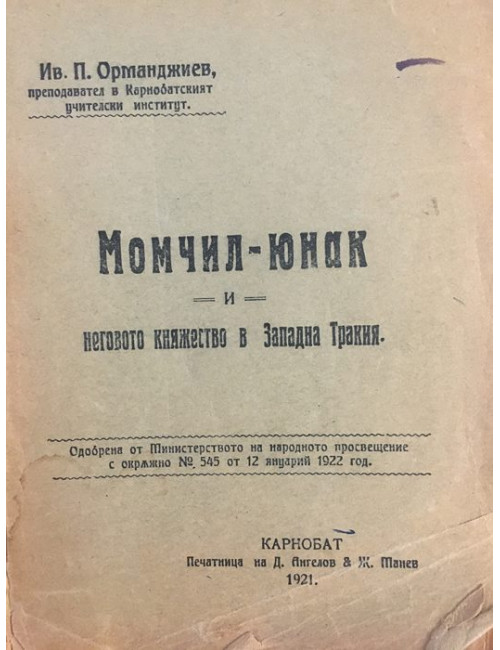 Ив. П. Орманджиев,
преподавател в Карнобатският
учителски институт.
Момчил-юнак
И
неговото княжество в Западна Тракия.
Одобрена от Министерството на народното просвещение
с окръжно № 545 от 12 януарий 1922 год.
КАРНОБАТ
Печатница на Д. Ангелов & Ж. Манев
1921.